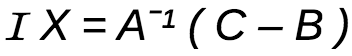 I X = A⁻¹ ( C – B )